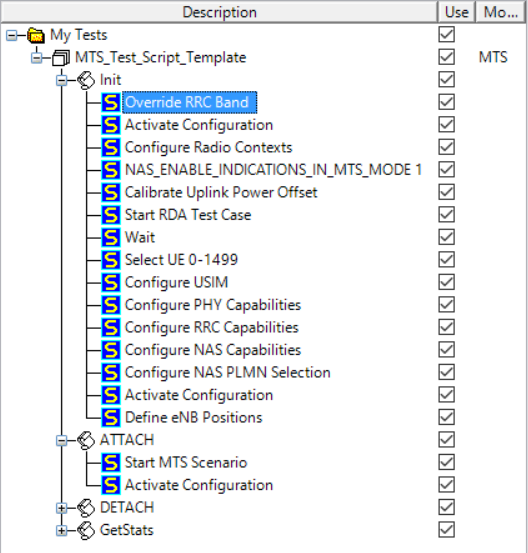 Description Use Mo...
My Tests
MTS_Test_Script_Template MTS
Init
S Override RRC Band
S Activate Configuration
S Configure Radio Contexts
S NAS_ENABLE_INDICATIONS_IN_MTS_MODE 1
S Calibrate Uplink Power Offset
S Start RDA Test Case
S Wait
S Select UE 0-1499
S Configure USIM
S Configure PHY Capabilities
S Configure RRC Capabilities
S Configure NAS Capabilities
S Configure NAS PLMN Selection
S Activate Configuration
S Define eNB Positions
ATTACH
S Start MTS Scenario
S Activate Configuration
DETACH
GetStats